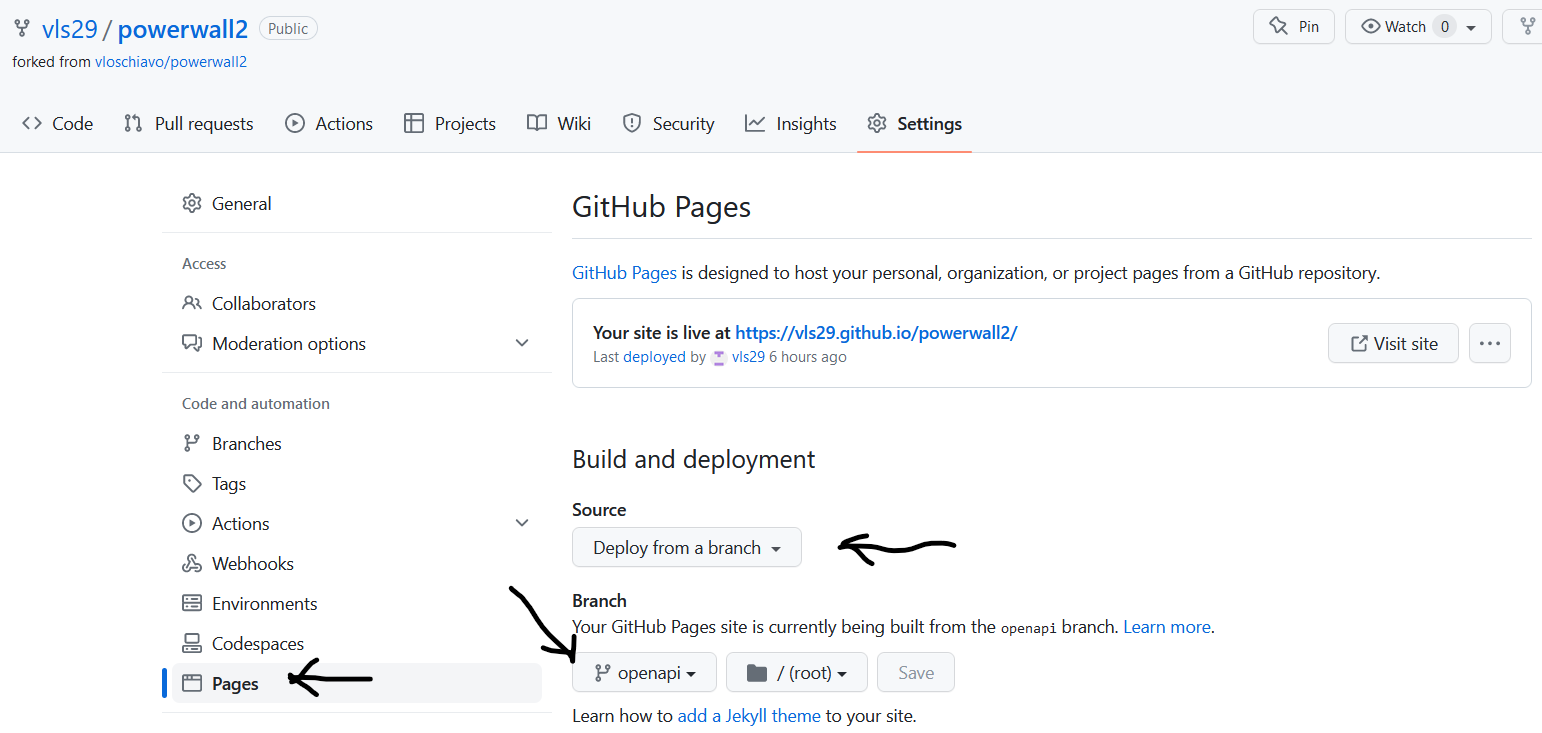 vls29 / powerwall2 Public Pin Watch 0
forked from vloschiavo/powerwall2
Code Pull requests Actions Projects Wiki Security Insights Settings
General
Access
Collaborators
Moderation options
Code and automation
Branches
Tags
Actions
Webhooks
Environments
Codespaces
Pages
GitHub Pages
GitHub Pages is designed to host your personal, organization, or project pages from a GitHub repository.
Your site is live at https://vls29.github.io/powerwall2/
Last deployed by vls29 6 hours ago
Visit site
Build and deployment
Source
Deploy from a branch
Branch
Your GitHub Pages site is currently being built from the openapi branch. Learn more.
openapi / (root) Save
Learn how to add a Jekyll theme to your site.